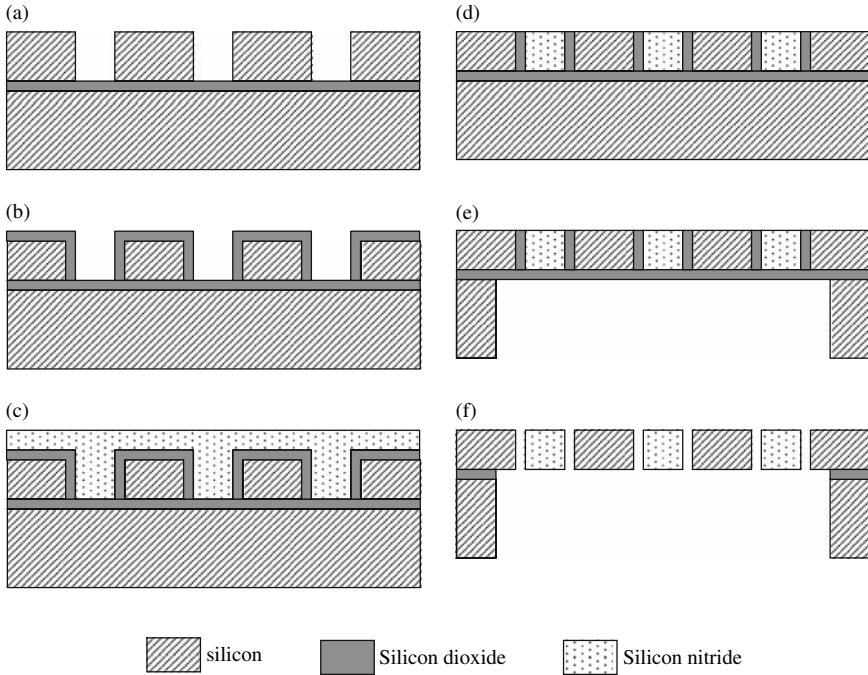 (a)
(d)
(b)
(e)
(c)
(f)
silicon
Silicon dioxide
Silicon nitride